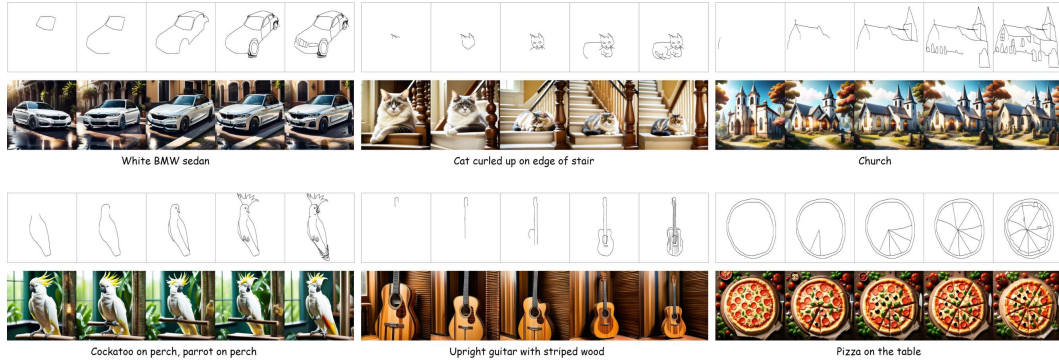 White BMW sedan
Cat curled up on edge of stair
Church
Cockatoo on perch, parrot on perch
Upright guitar with striped wood
Pizza on the table